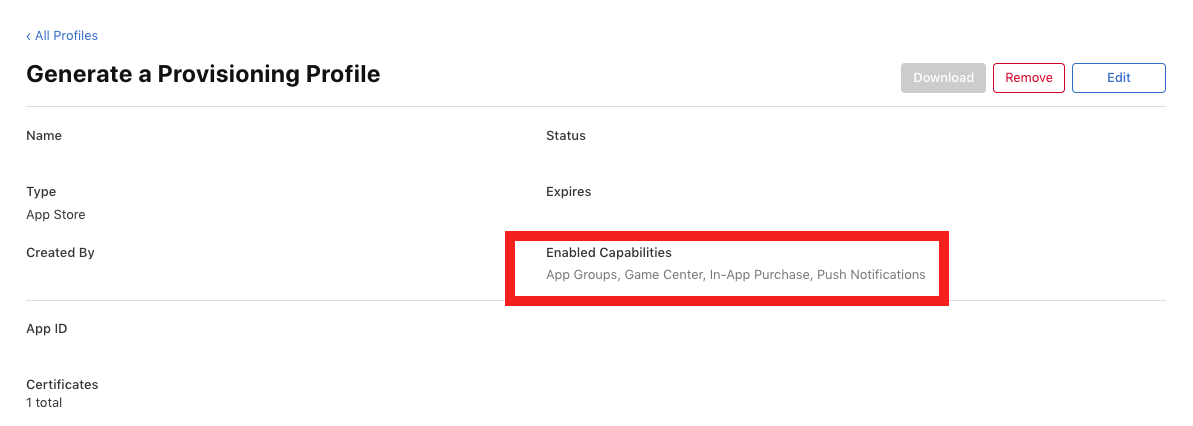 ‹ All Profiles
Generate a Provisioning Profile
Download
Remove
Edit
Name
Status
Type
Expires
App Store
Created By
Enabled Capabilities
App Groups, Game Center, In-App Purchase, Push Notifications
App ID
Certificates
1 total